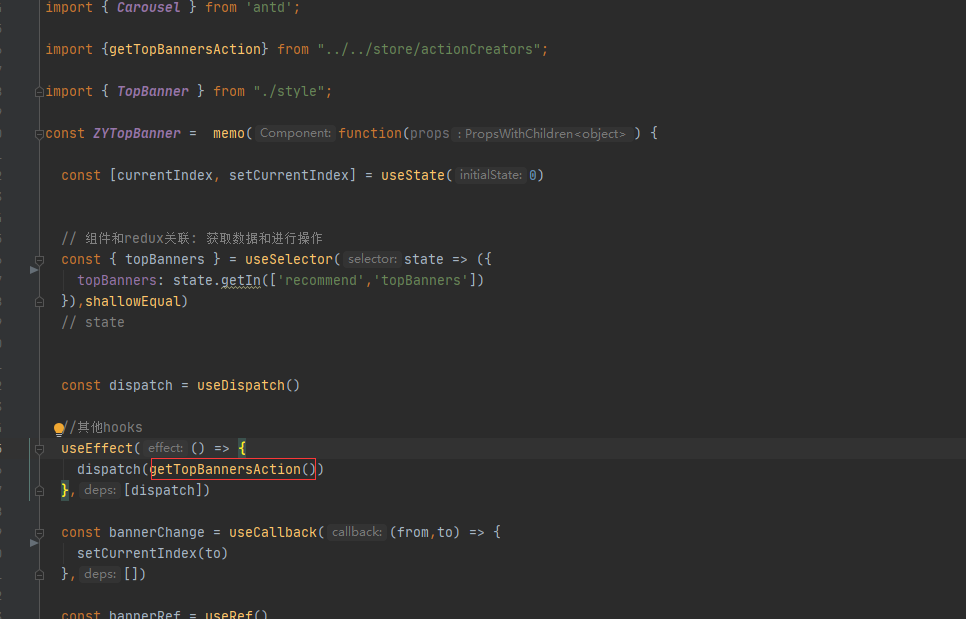 import { Carousel } from 'antd';
import {getTopBannersAction} from "../../store/actionCreators";
import { TopBanner } from "./style";
const ZYTopBanner =  memo( Component: function(props : PropsWithChildren<object> ) {
const [currentIndex, setCurrentIndex] = useState( initialState: 0)
// 组件和redux关联: 获取数据和进行操作
const { topBanners } = useSelector( selector: state => ({
topBanners: state.getIn(['recommend','topBanners'])
}),shallowEqual)
// state
const dispatch = useDispatch()
//其他hooks
useEffect( effect: () => {
dispatch(getTopBannersAction())
}, deps: [dispatch])
const bannerChange = useCallback( callback: (from,to) => {
setCurrentIndex(to)
}, deps: [])
const bannerRef = useRef()